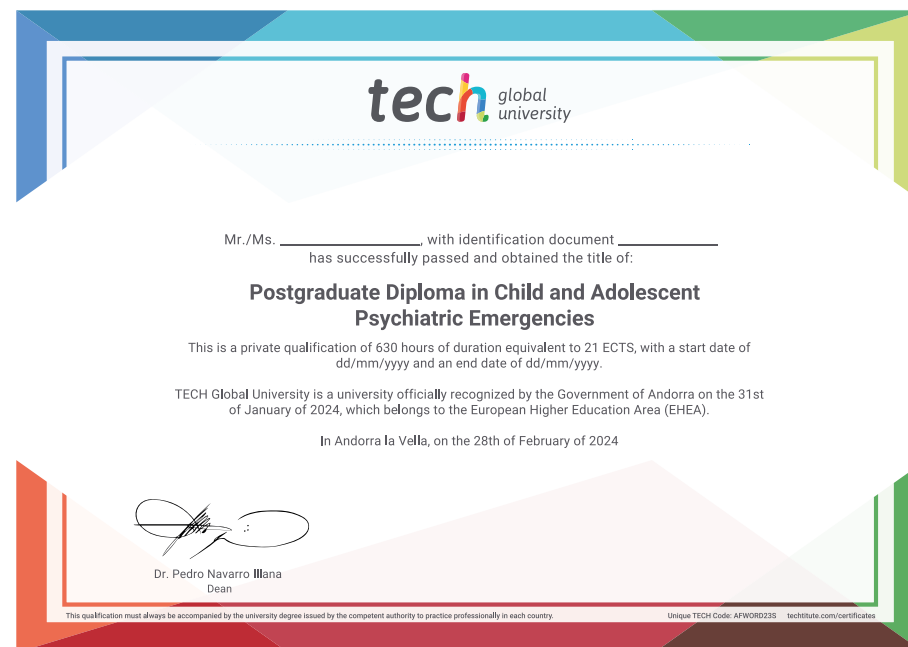 tech global university
Mr./Ms. ____________, with identification document ____________
has successfully passed and obtained the title of:
Postgraduate Diploma in Child and Adolescent
Psychiatric Emergencies
This is a private qualification of 630 hours of duration equivalent to 21 ECTS, with a start date of
dd/mm/yyyy and an end date of dd/mm/yyyy.
TECH Global University is a university officially recognized by the Government of Andorra on the 31st
of January of 2024, which belongs to the European Higher Education Area (EHEA).
In Andorra la Vella, on the 28th of February of 2024
Dr. Pedro Navarro Illana
Dean
This qualification must always be accompanied by the university degree issued by the competent authority to practice professionally in each country.
Unique TECH Code: AFWORD23S techtitute.com/certificates